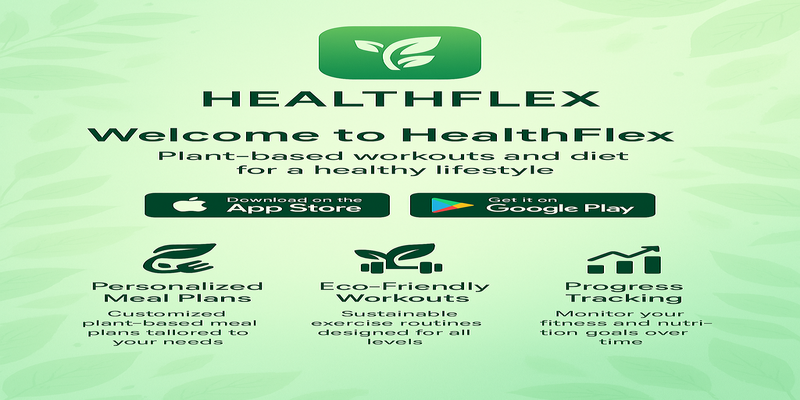 HEALTHFLEX
Welcome to HealthFlex
Plant-based workouts and diet
for a healthy lifestyle
Download on the
App Store
Get it on
Google Play
Personalized
Meal Plans
Customized
plant-based meal
plans tailored to
your needs
Eco-Friendly
Workouts
Sustainable
exercise routines
designed for all
levels
Progress
Tracking
Monitor your
fitness and nutri-
tion goals over
time